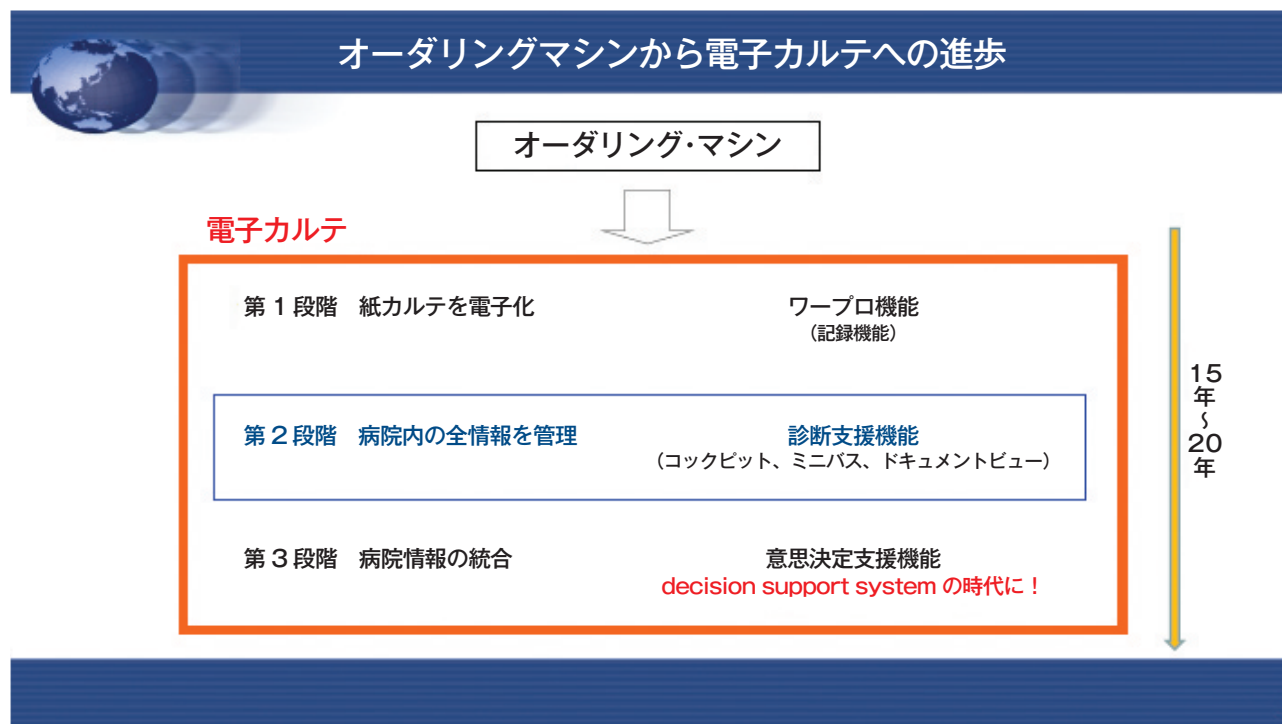 オーダリングマシンから電子カルテへの進歩
オーダリング・マシン
電子カルテ
第1段階 紙カルテを電子化 ワープロ機能
(記録機能)
第2段階 病院内の全情報を管理 診断支援機能
(コックピット、ミニパス、ドキュメントビュー)
第3段階 病院情報の統合 意思決定支援機能
decision support system の時代に!
15年〜20年